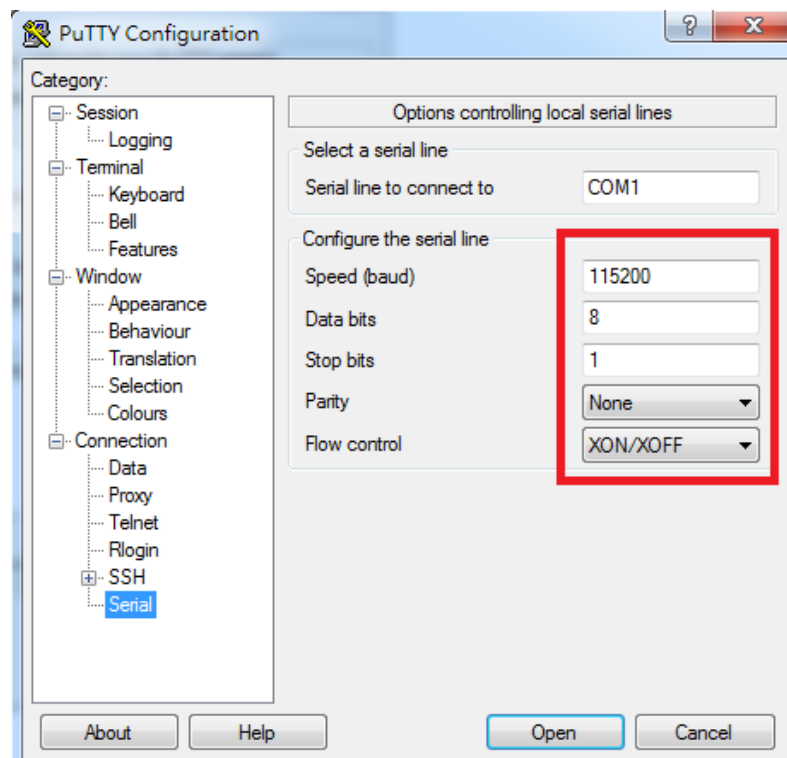 PuTTY Configuration
Category:
Session
Logging
Terminal
Keyboard
Bell
Features
Window
Appearance
Behaviour
Translation
Selection
Colours
Connection
Data
Proxy
Telnet
Rlogin
SSH
Serial
Options controlling local serial lines
Select a serial line
Serial line to connect to COM1
Configure the serial line
Speed (baud) 115200
Data bits 8
Stop bits 1
Parity None
Flow control XON/XOFF
About Help Open Cancel